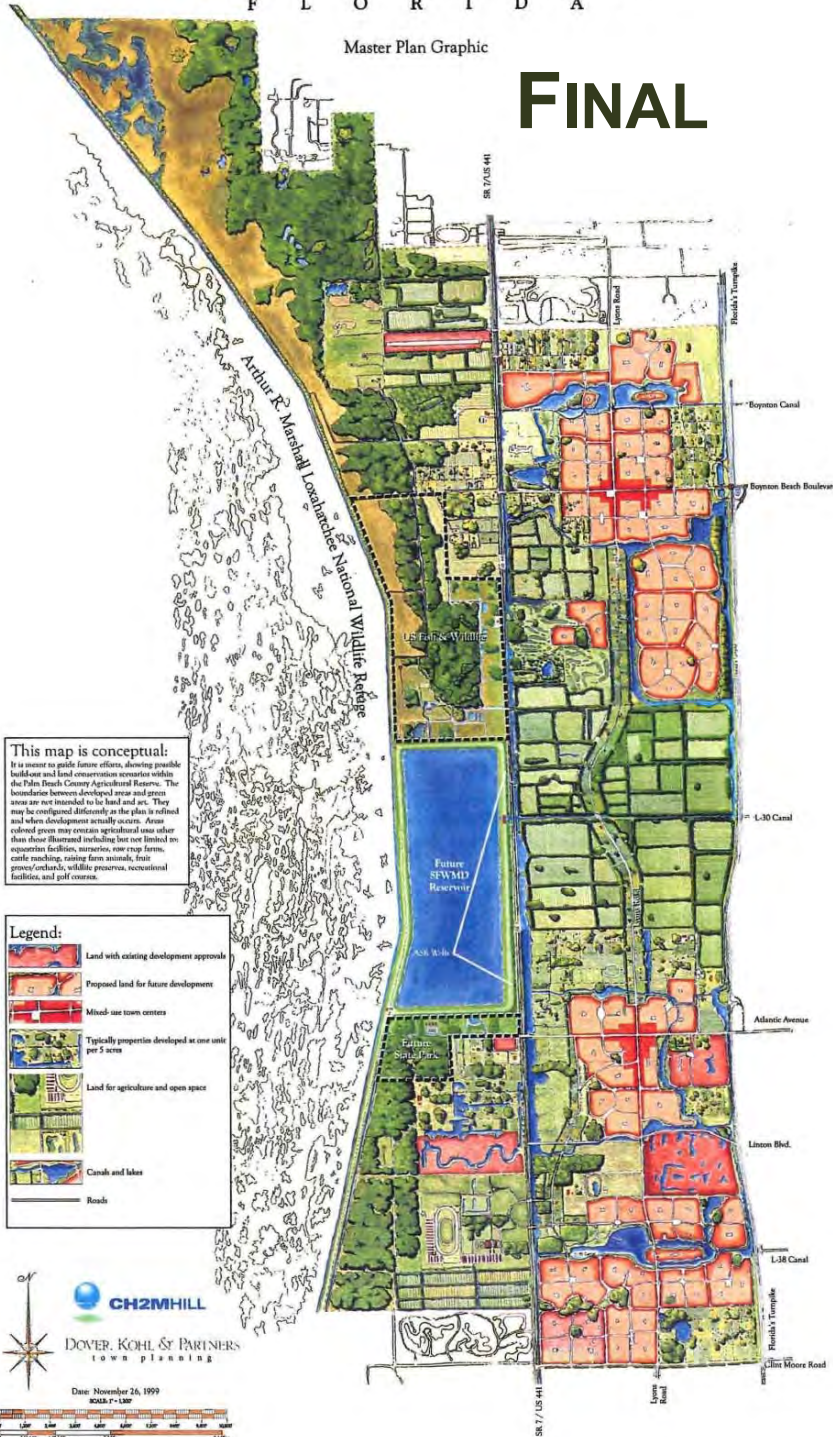 F L O R I D A
Master Plan Graphic
FINAL
SR 7/US 441
Lyons Road
Florida's Turnpike
Boynton Canal
Boynton Beach Boulevar
Arthur R. Marshall Loxahatchee National Wildlife Refuge
US Fish & Wildlife
This map is conceptual:
It is meant to guide future efforts, showing possible
build-out and land conservation scenarios within
the Palm Beach County Agricultural Reserve. The
boundaries between developed areas and green
areas are not intended to be hard and set. They
may be configured differently as the plan is refined
and when development actually occurs. Areas
colored green may contain agricultural uses other
than those illustrated including but not limited to:
equestrian facilities, nurseries, row crop farms,
cattle ranching, raising farm animals, fruit
groves/orchards, wildlife preserves, recreational
facilities, and golf courses.
L-30 Canal
Future
SFWMD
Reservoir
ASR Wells
Lyons Road
Legend:
Land with existing development approvals
Proposed land for future development
Mixed- use town centers
Typically properties developed at one unit
per 5 acres
Land for agriculture and open space
Canals and lakes
Roads
Atlantic Avenue
Future
State Park
Linton Blvd.
L-38 Canal
Florida's Turnpike
Clint Moore Road
Lyons
Road
SR 7 / US 441
N
CH2MHILL
DOVER, KOHL & PARTNERS
town planning
Date: November 26, 1999
SCALE: 1" = 1,200'